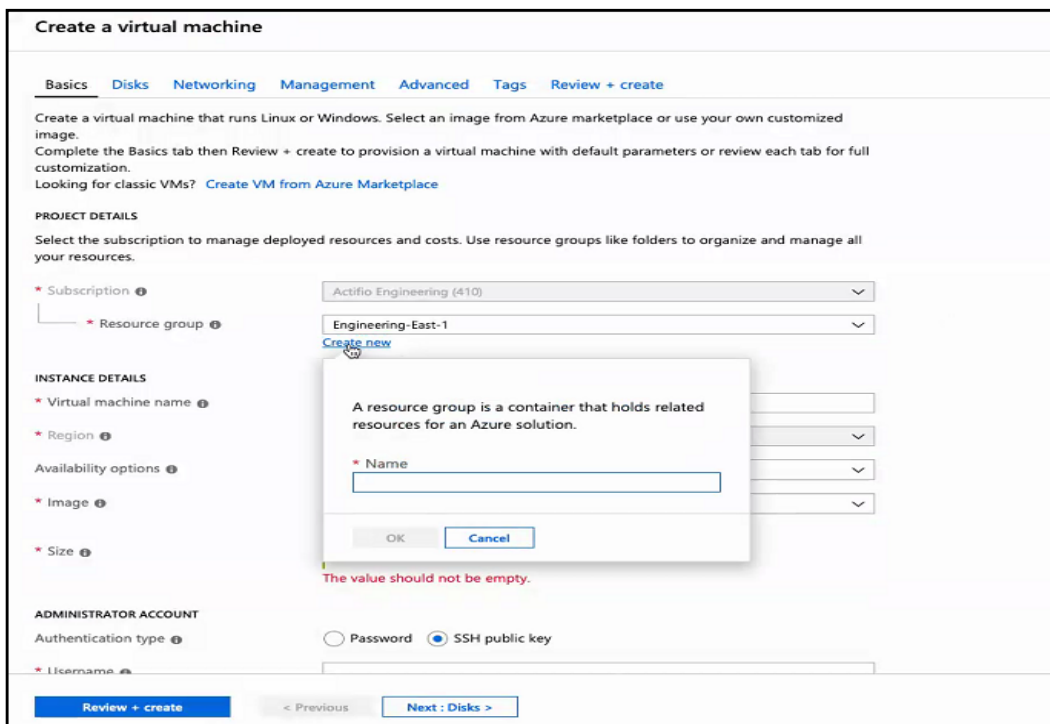 Create a virtual machine
Basics Disks Networking Management Advanced Tags Review + create
Create a virtual machine that runs Linux or Windows. Select an image from Azure marketplace or use your own customized
image.
Complete the Basics tab then Review + create to provision a virtual machine with default parameters or review each tab for full
customization.
Looking for classic VMs? Create VM from Azure Marketplace
PROJECT DETAILS
Select the subscription to manage deployed resources and costs. Use resource groups like folders to organize and manage all
your resources.
* Subscription
Actifio Engineering (410)
* Resource group
Engineering-East-1
Create new
A resource group is a container that holds related
resources for an Azure solution.
* Name
OK Cancel
INSTANCE DETAILS
* Virtual machine name
* Region
Availability options
* Image
* Size
The value should not be empty.
ADMINISTRATOR ACCOUNT
Authentication type
Password SSH public key
* Username
Review + create < Previous Next : Disks >